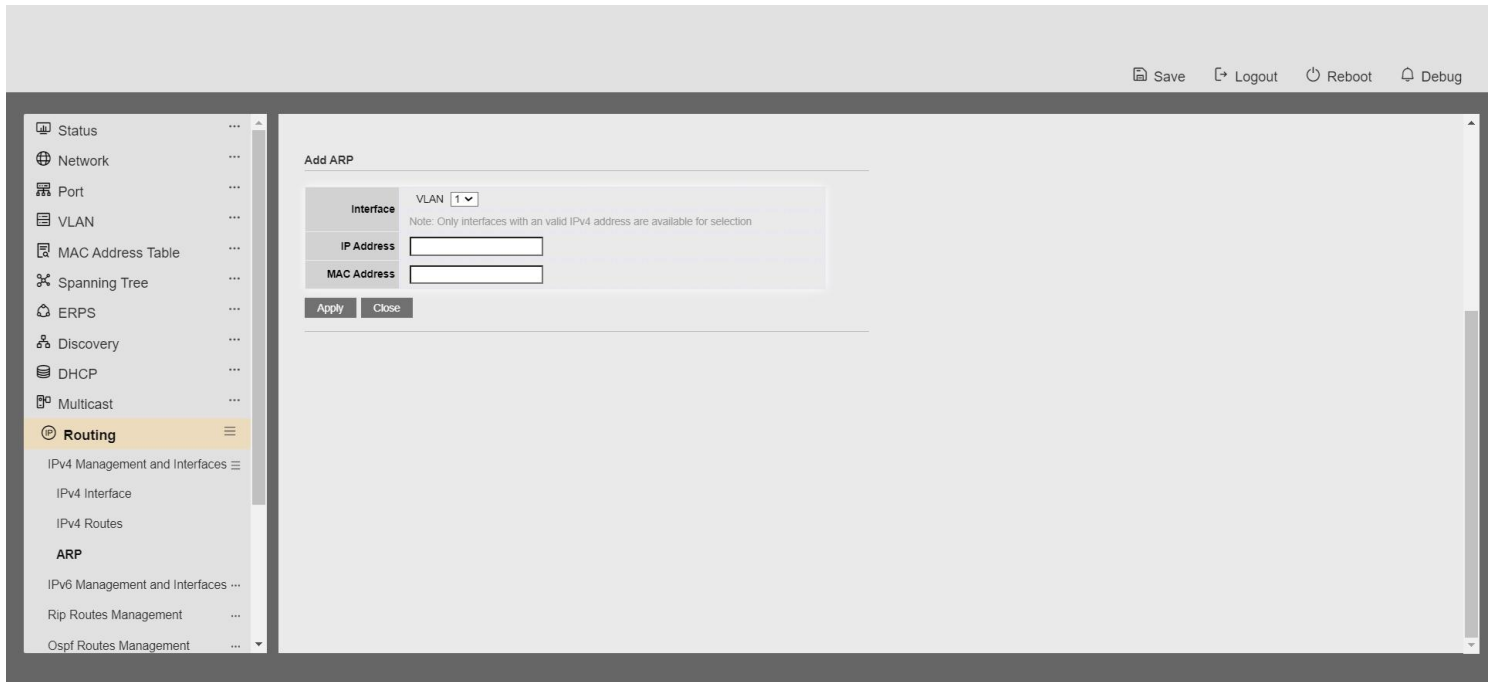 Save Logout Reboot Debug
Status ...
Network ...
Port ...
VLAN ...
MAC Address Table ...
Spanning Tree ...
ERPS ...
Discovery ...
DHCP ...
Multicast ...
Routing
IPv4 Management and Interfaces
IPv4 Interface
IPv4 Routes
ARP
IPv6 Management and Interfaces ...
Rip Routes Management ...
Ospf Routes Management ...
Add ARP
Interface VLAN 1
Note: Only interfaces with an valid IPv4 address are available for selection
IP Address
MAC Address
Apply Close